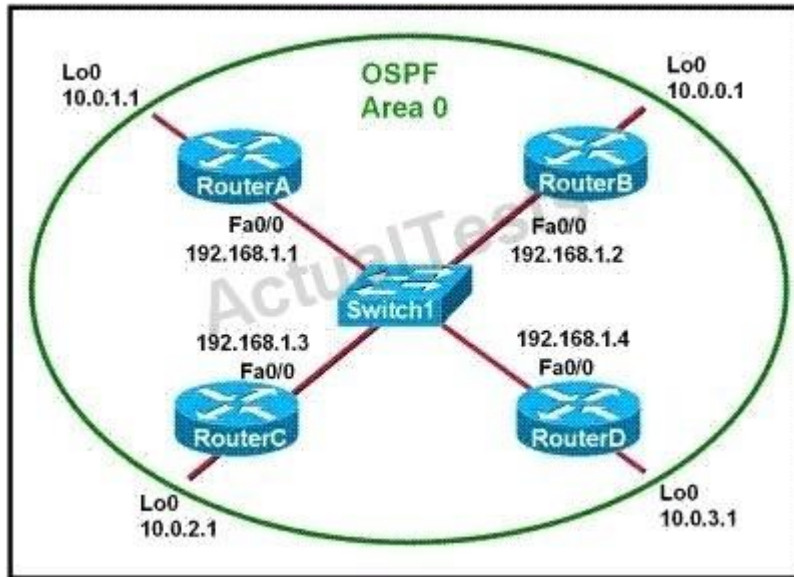 Lo0
10.0.1.1
OSPF
Area 0
Lo0
10.0.0.1
RouterA
RouterB
Fa0/0
192.168.1.1
Fa0/0
192.168.1.2
ActualTests
Switch1
192.168.1.3
Fa0/0
192.168.1.4
Fa0/0
RouterC
RouterD
Lo0
10.0.2.1
Lo0
10.0.3.1